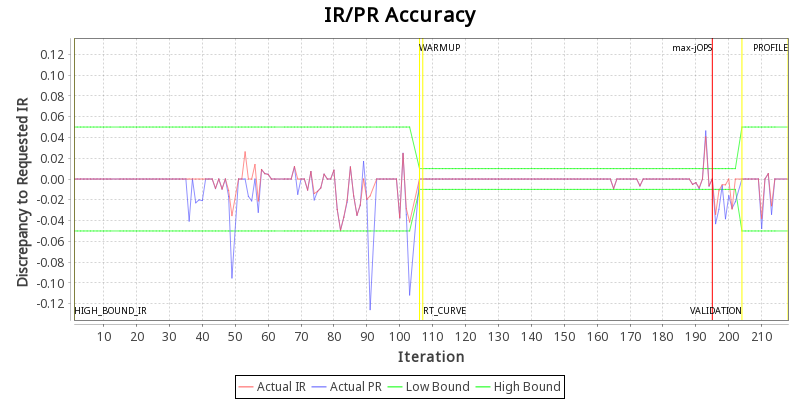 IR/PR Accuracy
Discrepancy to Requested IR
0.12
0.10
0.08
0.06
0.04
0.02
0.00
-0.02
-0.04
-0.06
-0.08
-0.10
-0.12
WARMUP
max-jOPS
PROFILE
HIGH_BOUND_IR
RT_CURVE
VALIDATION
10 20 30 40 50 60 70 80 90 100 110 120 130 140 150 160 170 180 190 200 210
Iteration
Actual IR Actual PR Low Bound High Bound